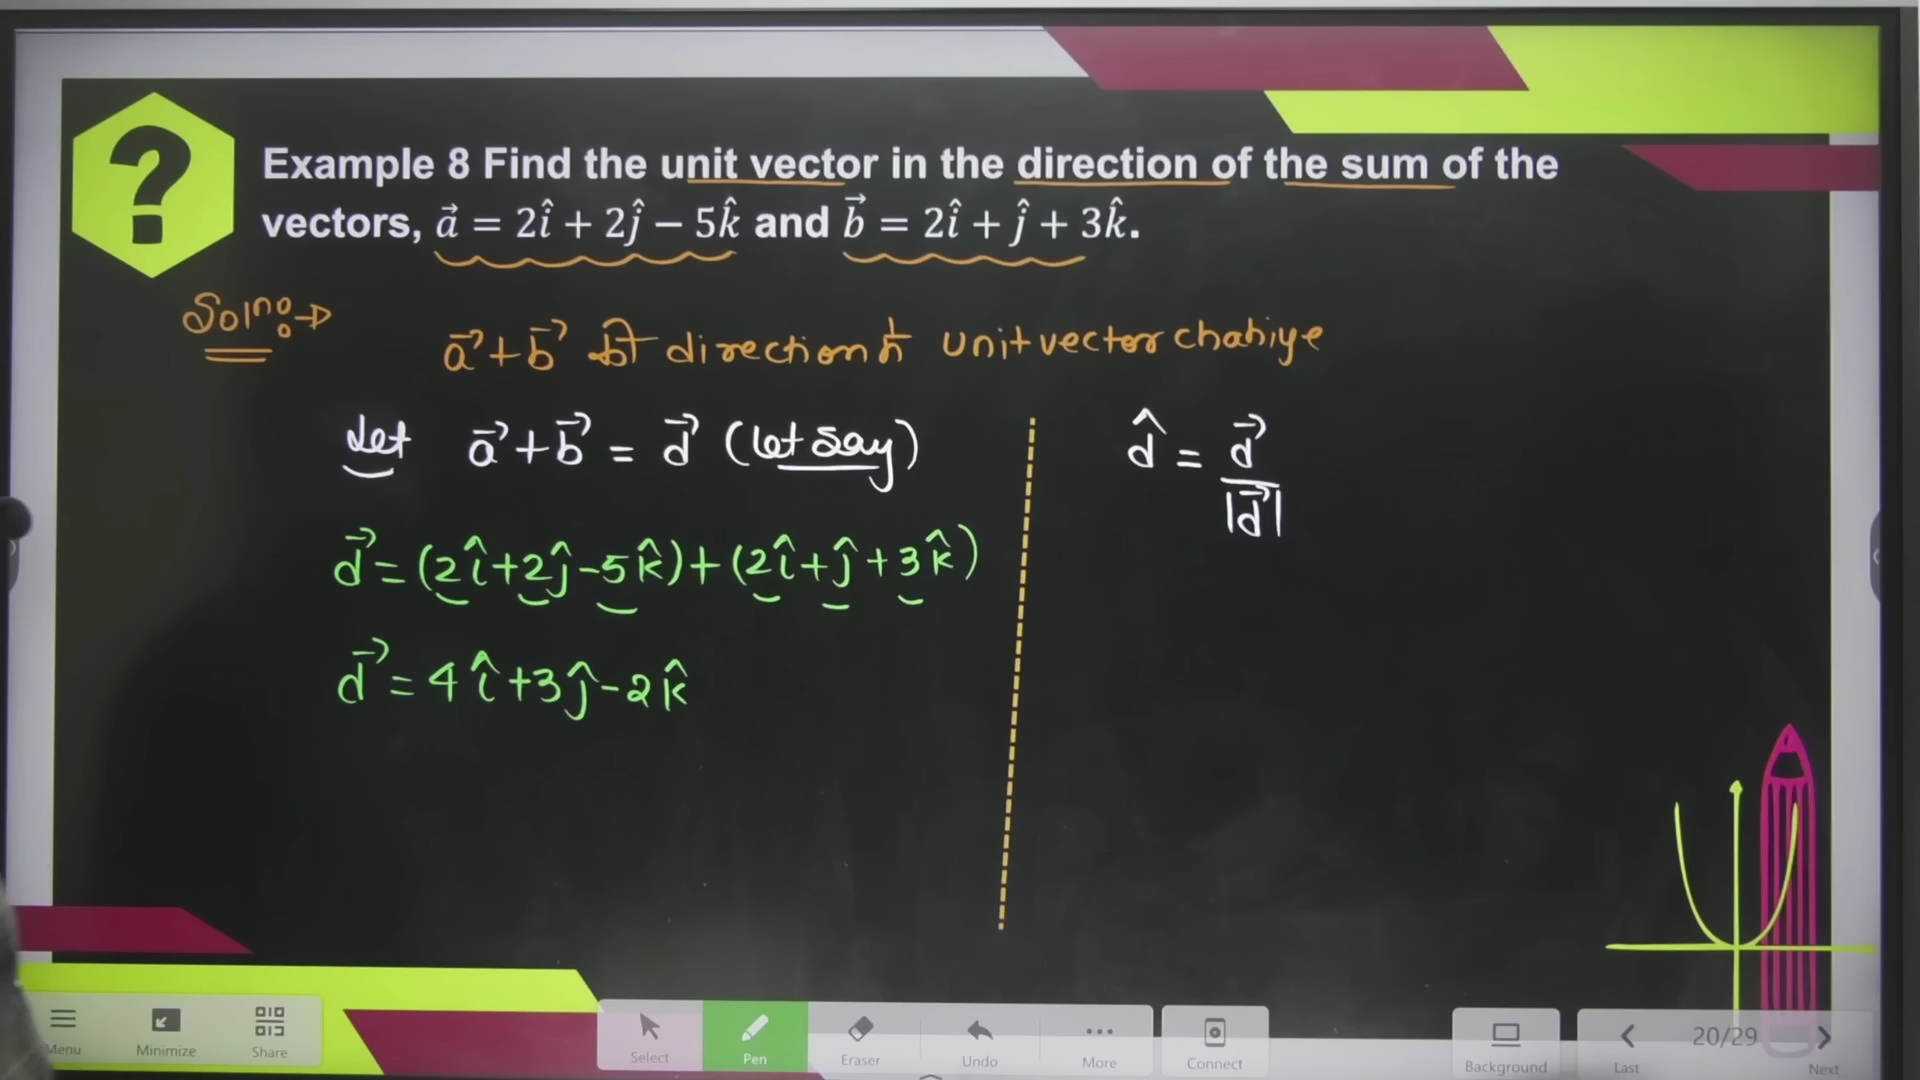 ?
Example 8 Find the unit vector in the direction of the sum of the
vectors, a⃗ = 2î + 2ĵ − 5k̂ and b⃗ = 2î + ĵ + 3k̂.
Soln:→
a⃗+b⃗ की direction में unit vector chahiye
Let a⃗+b⃗ = d⃗ (let say)
d̂ = d⃗/|d⃗|
d⃗ = (2î+2ĵ-5k̂)+(2î+ĵ+3k̂)
d⃗ = 4î+3ĵ-2k̂
Menu Minimize Share Select Pen Eraser Undo More Connect Background Last 20/29 Next